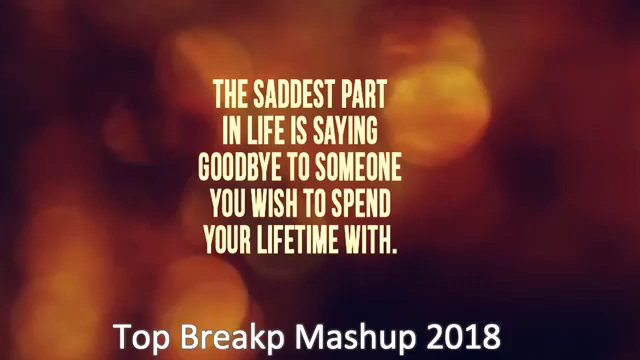 THE SADDEST PART
IN LIFE IS SAYING
GOODBYE TO SOMEONE
YOU WISH TO SPEND
YOUR LIFETIME WITH.
Top Breakp Mashup 2018